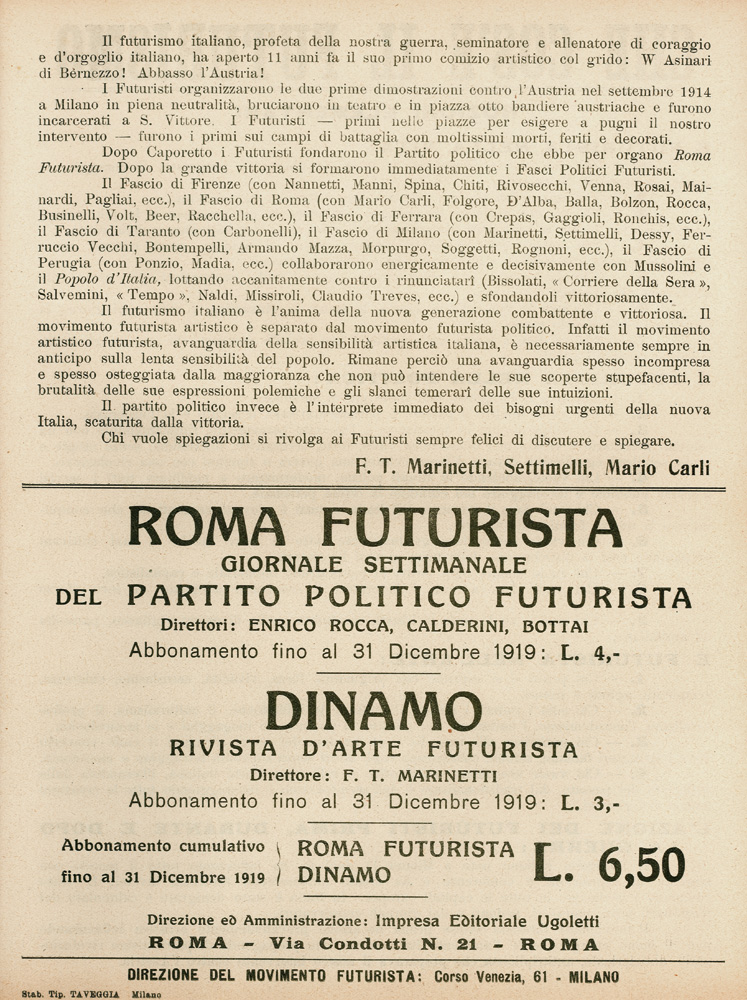 Il futurismo italiano, profeta della nostra guerra, seminatore e allenatore di coraggio
e d'orgoglio italiano, ha aperto 11 anni fa il suo primo comizio artistico col grido: W Asinari
di Bernezzo! Abbasso l'Austria!
I Futuristi organizzarono le due prime dimostrazioni contro l'Austria nel settembre 1914
a Milano in piena neutralità, bruciarono in teatro e in piazza otto bandiere austriache e furono
incarcerati a S. Vittore. I Futuristi — primi nelle piazze per esigere a pugni il nostro
intervento — furono i primi sui campi di battaglia con moltissimi morti, feriti e decorati.
Dopo Caporetto i Futuristi fondarono il Partito politico che ebbe per organo Roma
Futurista. Dopo la grande vittoria si formarono immediatamente i Fasci Politici Futuristi.
Il Fascio di Firenze (con Nannetti, Manni, Spina, Chiti, Rivosecchi, Venna, Rosai, Mai-
nardi, Pagliai, ecc.), il Fascio di Roma (con Mario Carli, Folgore, D'Alba, Balla, Bolzon, Rocca,
Businelli, Volt, Beer, Racchella, ecc.), il Fascio di Ferrara (con Crepas, Gaggioli, Ronchis, ecc.),
il Fascio di Taranto (con Carbonelli), il Fascio di Milano (con Marinetti, Settimelli, Dessy, Fer-
ruccio Vecchi, Bontempelli, Armando Mazza, Morpurgo, Soggetti, Rognoni, ecc.), il Fascio di
Perugia (con Ponzio, Madia, ecc.) collaborarono energicamente e decisivamente con Mussolini e
il Popolo d'Italia, lottando accanitamente contro i rinunciatarî (Bissolati, « Corriere della Sera »,
Salvemini, « Tempo », Naldi, Missiroli, Claudio Treves, ecc.) e sfondandoli vittoriosamente.
Il futurismo italiano è l'anima della nuova generazione combattente e vittoriosa. Il
movimento futurista artistico è separato dal movimento futurista politico. Infatti il movimento
artistico futurista, avanguardia della sensibilità artistica italiana, è necessariamente sempre in
anticipo sulla lenta sensibilità del popolo. Rimane perciò una avanguardia spesso incompresa
e spesso osteggiata dalla maggioranza che non può intendere le sue scoperte stupefacenti, la
brutalità delle sue espressioni polemiche e gli slanci temerarî delle sue intuizioni.
Il partito politico invece è l'interprete immediato dei bisogni urgenti della nuova
Italia, scaturita dalla vittoria.
Chi vuole spiegazioni si rivolga ai Futuristi sempre felici di discutere e spiegare.
F. T. Marinetti, Settimelli, Mario Carli
ROMA FUTURISTA
GIORNALE SETTIMANALE
DEL PARTITO POLITICO FUTURISTA
Direttori: ENRICO ROCCA, CALDERINI, BOTTAI
Abbonamento fino al 31 Dicembre 1919: L. 4,-
DINAMO
RIVISTA D'ARTE FUTURISTA
Direttore: F. T. MARINETTI
Abbonamento fino al 31 Dicembre 1919: L. 3,-
Abbonamento cumulativo
fino al 31 Dicembre 1919
ROMA FUTURISTA
DINAMO
L. 6,50
Direzione ed Amministrazione: Impresa Editoriale Ugoletti
ROMA - Via Condotti N. 21 - ROMA
DIREZIONE DEL MOVIMENTO FUTURISTA: Corso Venezia, 61 - MILANO
Stab. Tip. TAVEGGIA Milano